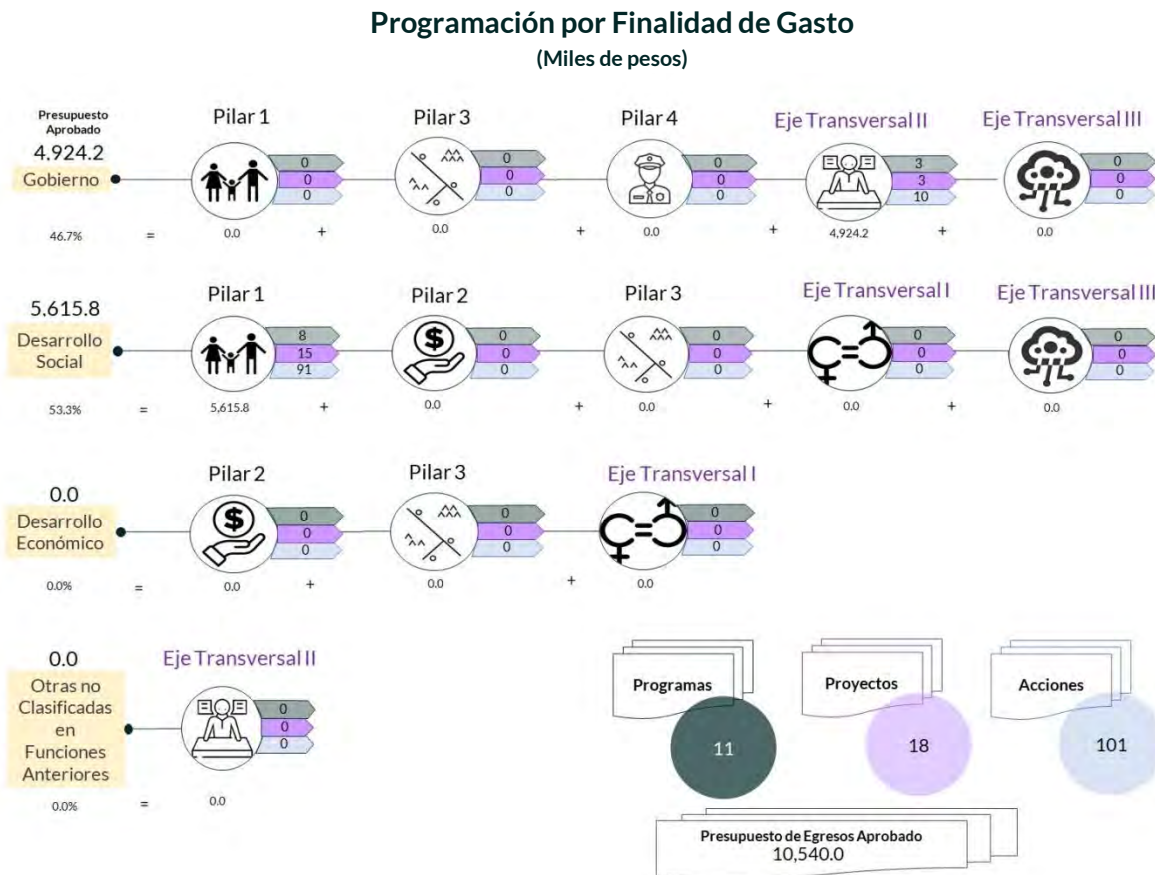 Programación por Finalidad de Gasto
(Miles de pesos)
Presupuesto
Aprobado
4,924.2
Gobierno
46.7%
=
Pilar 1
0
0
0
0.0
+
Pilar 3
0
0
0
0.0
+
Pilar 4
0
0
0
0.0
+
Eje Transversal II
3
3
10
4,924.2
+
Eje Transversal III
0
0
0
0.0
5,615.8
Desarrollo
Social
53.3%
=
Pilar 1
8
15
91
5,615.8
+
Pilar 2
$
0
0
0
0.0
+
Pilar 3
0
0
0
0.0
+
Eje Transversal I
0
0
0
0.0
+
Eje Transversal III
0
0
0
0.0
0.0
Desarrollo
Económico
0.0%
=
Pilar 2
$
0
0
0
0.0
+
Pilar 3
0
0
0
0.0
+
Eje Transversal I
0
0
0
0.0
0.0
Otras no
Clasificadas
en
Funciones
Anteriores
0.0%
=
Eje Transversal II
0
0
0
0.0
Programas
11
Proyectos
18
Acciones
101
Presupuesto de Egresos Aprobado
10,540.0